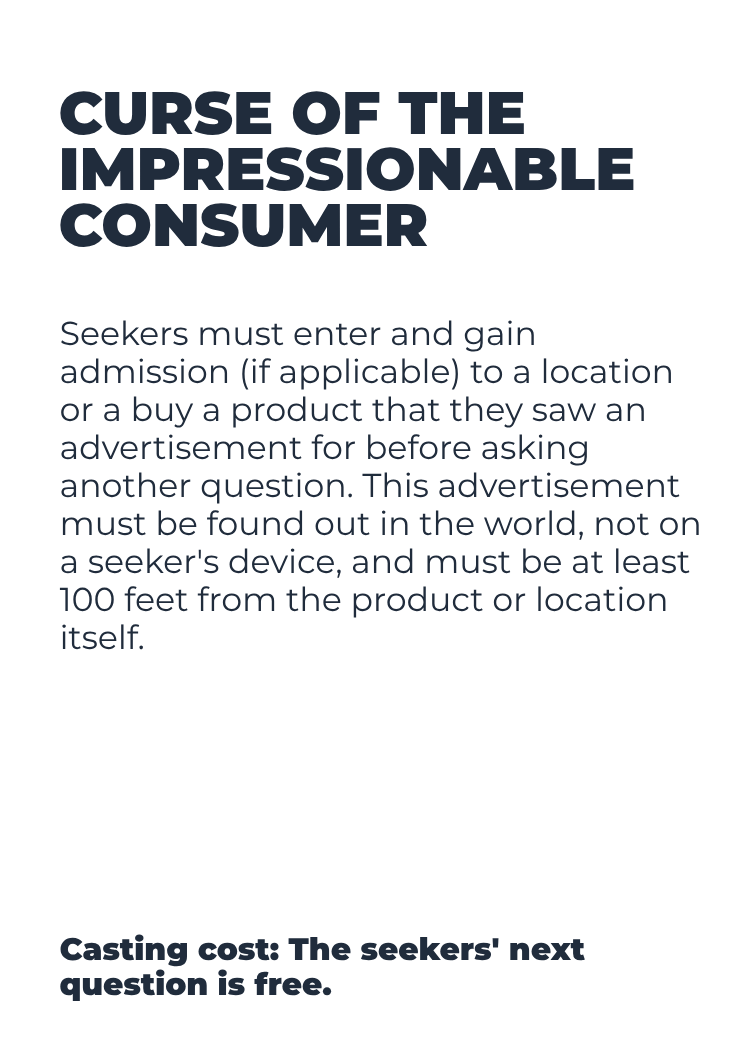 CURSE OF THE
IMPRESSIONABLE
CONSUMER
Seekers must enter and gain
admission (if applicable) to a location
or a buy a product that they saw an
advertisement for before asking
another question. This advertisement
must be found out in the world, not on
a seeker's device, and must be at least
100 feet from the product or location
itself.
Casting cost: The seekers' next
question is free.